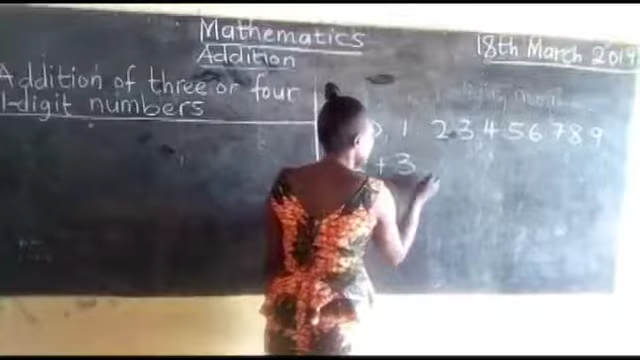 Mathematics
Addition
18th March 2019
Addition of three or four
1-digit numbers
, 1 2 3 4 5 6 7 8 9
+ 3